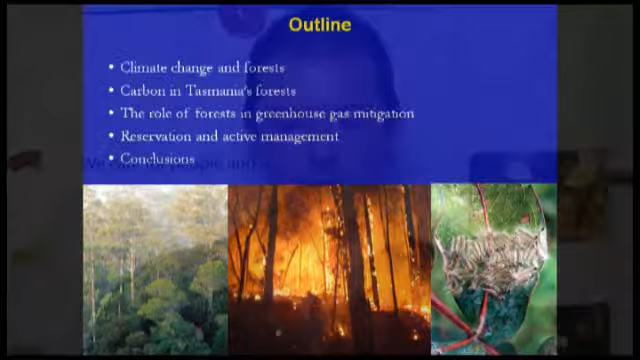 Outline
• Climate change and forests
• Carbon in Tasmania's forests
• The role of forests in greenhouse gas mitigation
• Reservation and active management
• Conclusions